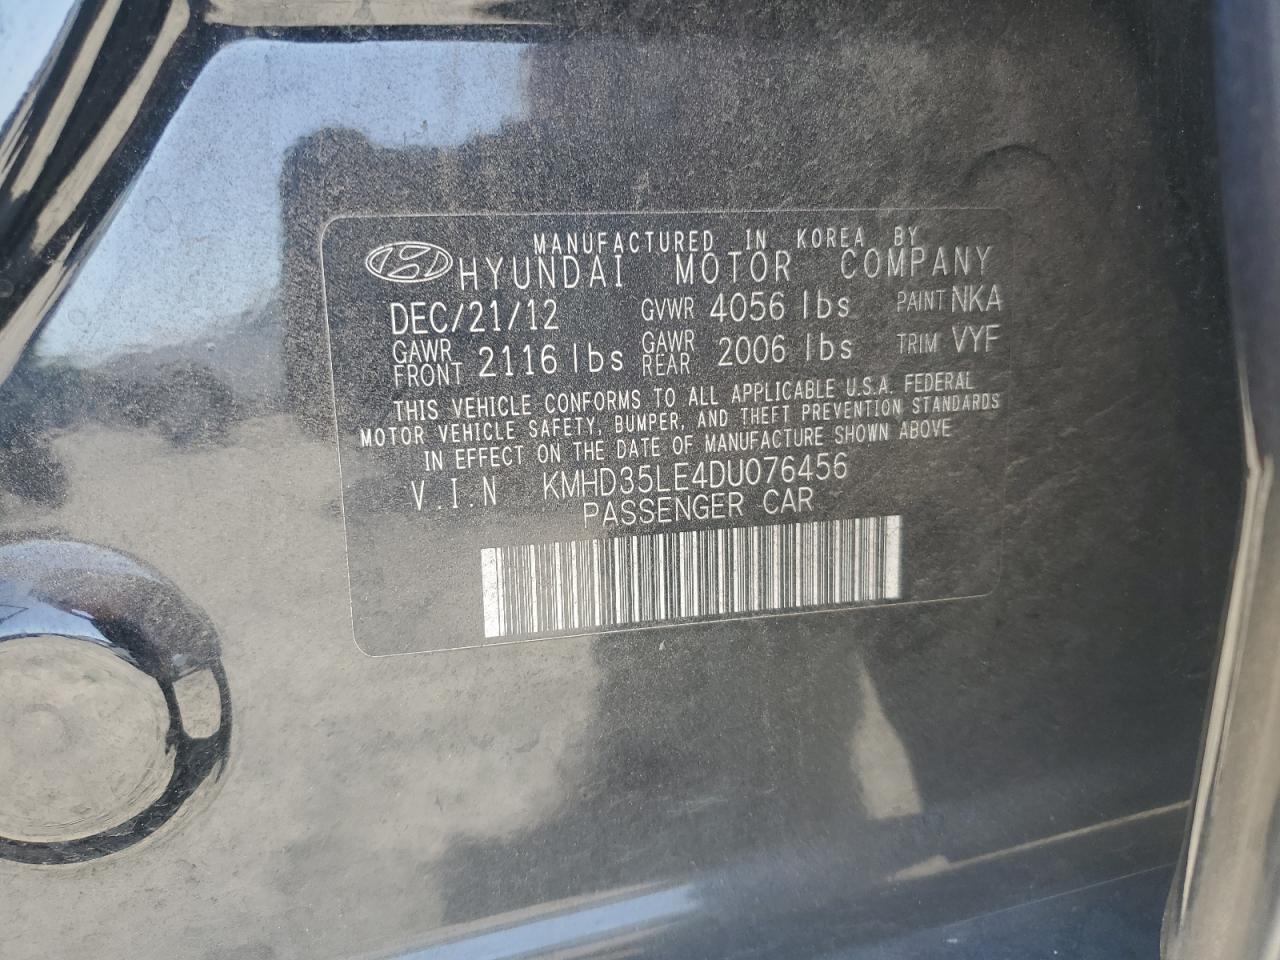 MANUFACTURED IN KOREA BY
HYUNDAI MOTOR COMPANY
DEC/21/12 GVWR 4056 lbs PAINT NKA
GAWR FRONT 2116 lbs GAWR REAR 2006 lbs TRIM VYF
THIS VEHICLE CONFORMS TO ALL APPLICABLE U.S.A. FEDERAL
MOTOR VEHICLE SAFETY, BUMPER, AND THEFT PREVENTION STANDARDS
IN EFFECT ON THE DATE OF MANUFACTURE SHOWN ABOVE
V.I.N KMHD35LE4DU076456
PASSENGER CAR